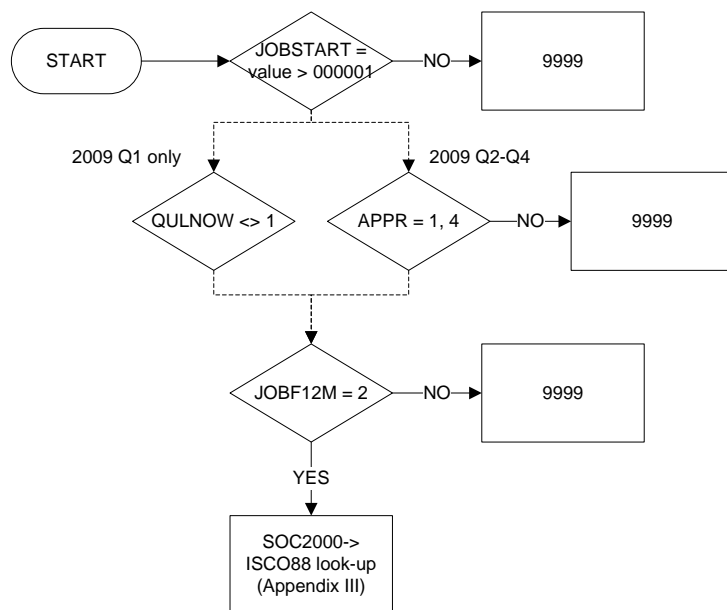 START
JOBSTART =
value > 000001
NO
9999
2009 Q1 only
2009 Q2-Q4
QULNOW <> 1
APPR = 1, 4
NO
9999
JOBF12M = 2
NO
9999
YES
SOC2000->
ISCO88 look-up
(Appendix III)